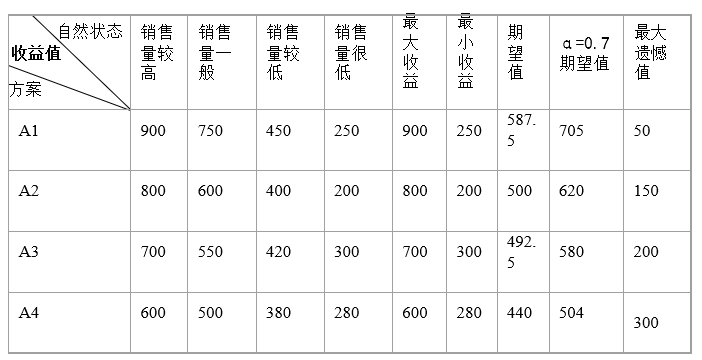 自然状态
收益值
方案
销售
量较
高
销售
量一
般
销售
量较
低
销售
量很
低
最
大
收
益
最
小
收
益
期
望
值
α=0.7
期望值
最大
遗憾
值
A1
900
750
450
250
900
250
587.
5
705
50
A2
800
600
400
200
800
200
500
620
150
A3
700
550
420
300
700
300
492.
5
580
200
A4
600
500
380
280
600
280
440
504
300